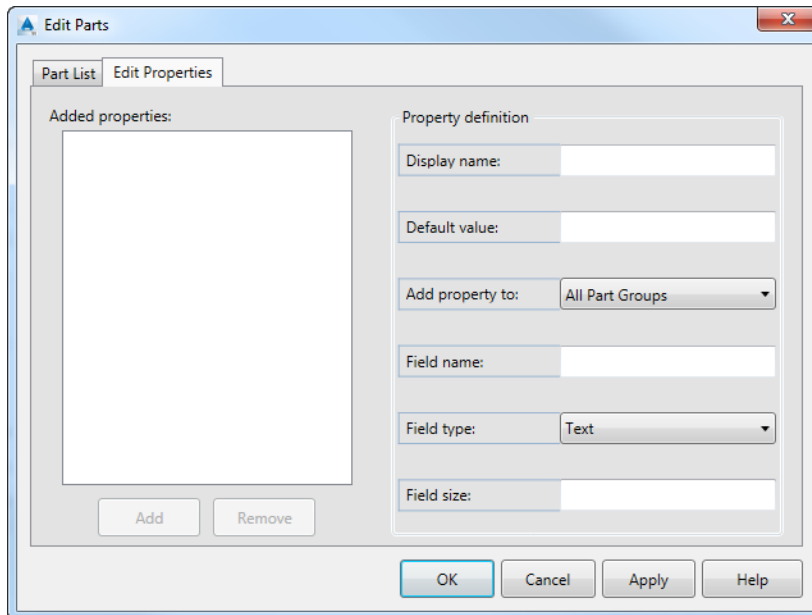 Edit Parts
Part List
Edit Properties
Added properties:
Add
Remove
Property definition
Display name:
Default value:
Add property to:
All Part Groups
Field name:
Field type:
Text
Field size:
OK
Cancel
Apply
Help